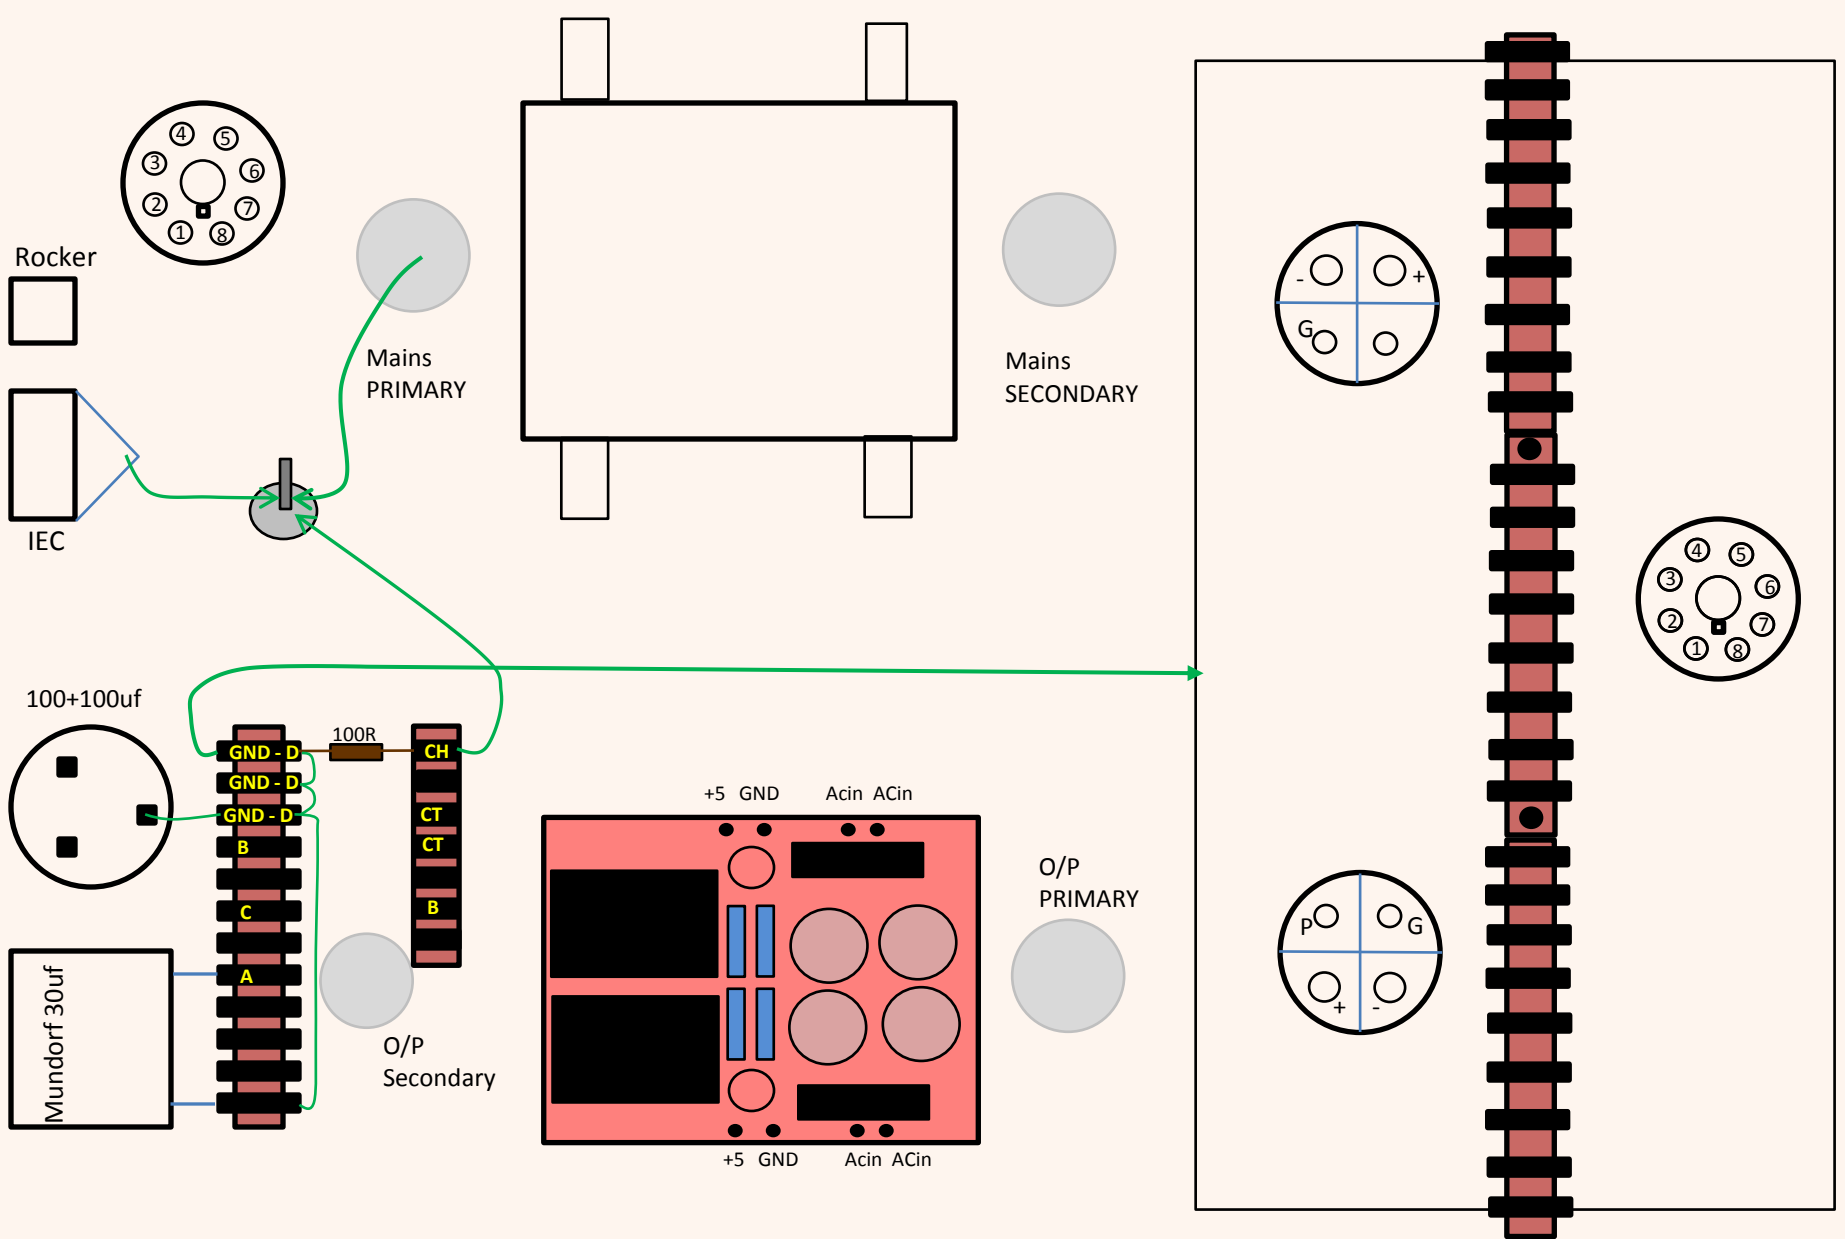 4 5
3 6
2 7
1 8
Rocker
IEC
Mains
PRIMARY
Mains
SECONDARY
- +
G
4 5
3 6
2 7
1 8
100+100uf
GND - D
GND - D
GND - D
B
C
A
100R
CH
CT
CT
B
Mundorf 30uf
O/P
Secondary
+5 GND Acin ACin
+5 GND Acin ACin
O/P
PRIMARY
P G
+ -